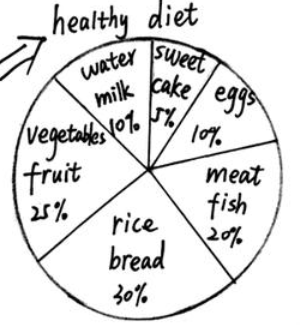 healthy diet
water
milk
10%
sweet
cake
5%
eggs
10%
meat
fish
20%
rice
bread
30%
vegetables
fruit
25%